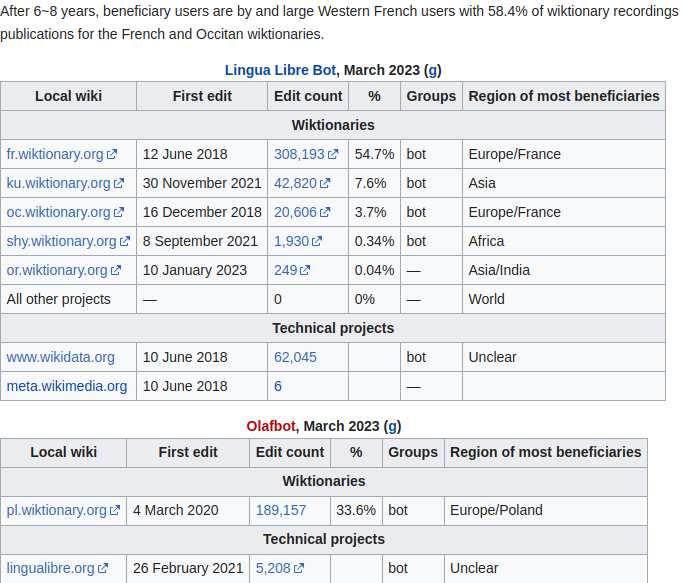 After 6~8 years, beneficiary users are by and large Western French users with 58.4% of wiktionary recordings
publications for the French and Occitan wiktionaries.
Lingua Libre Bot, March 2023 (g)
Local wiki First edit Edit count % Groups Region of most beneficiaries
Wiktionaries
fr.wiktionary.org 12 June 2018 308,193 54.7% bot Europe/France
ku.wiktionary.org 30 November 2021 42,820 7.6% bot Asia
oc.wiktionary.org 16 December 2018 20,606 3.7% bot Europe/France
shy.wiktionary.org 8 September 2021 1,930 0.34% bot Africa
or.wiktionary.org 10 January 2023 249 0.04% — Asia/India
All other projects — 0 0% — World
Technical projects
www.wikidata.org 10 June 2018 62,045 bot Unclear
meta.wikimedia.org 10 June 2018 6 —
Olafbot, March 2023 (g)
Local wiki First edit Edit count % Groups Region of most beneficiaries
Wiktionaries
pl.wiktionary.org 4 March 2020 189,157 33.6% bot Europe/Poland
Technical projects
lingualibre.org 26 February 2021 5,208 bot Unclear